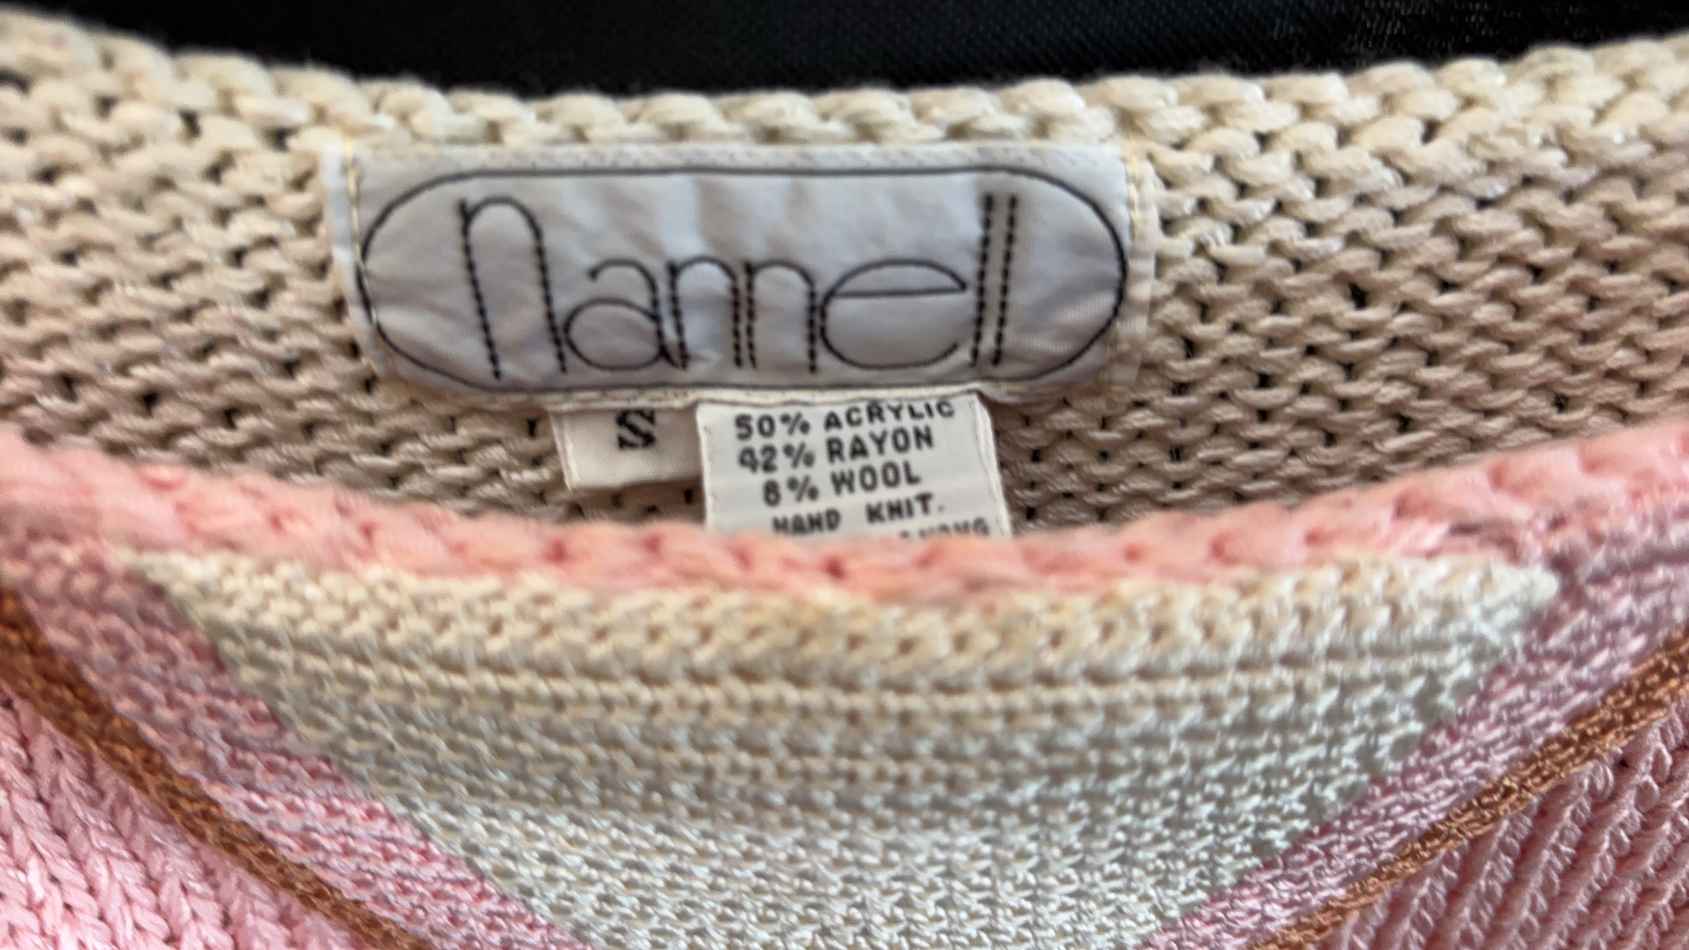 nannell
S
50% ACRYLIC
42% RAYON
8% WOOL
HAND KNIT.